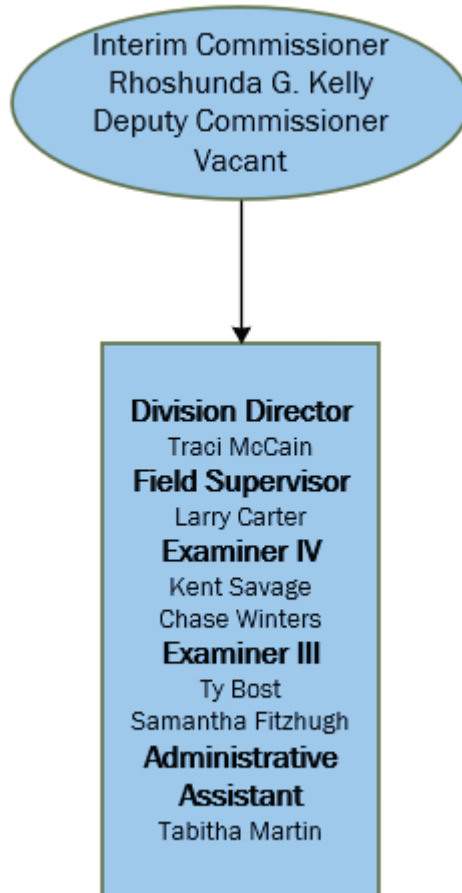 Interim Commissioner
Rhoshunda G. Kelly
Deputy Commissioner
Vacant
Division Director
Traci McCain
Field Supervisor
Larry Carter
Examiner IV
Kent Savage
Chase Winters
Examiner III
Ty Bost
Samantha Fitzhugh
Administrative
Assistant
Tabitha Martin